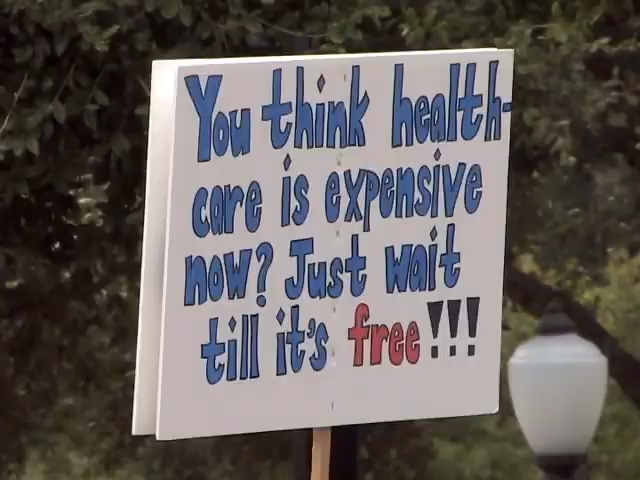 You think health-
care is expensive
now? Just wait
till it's free!!!